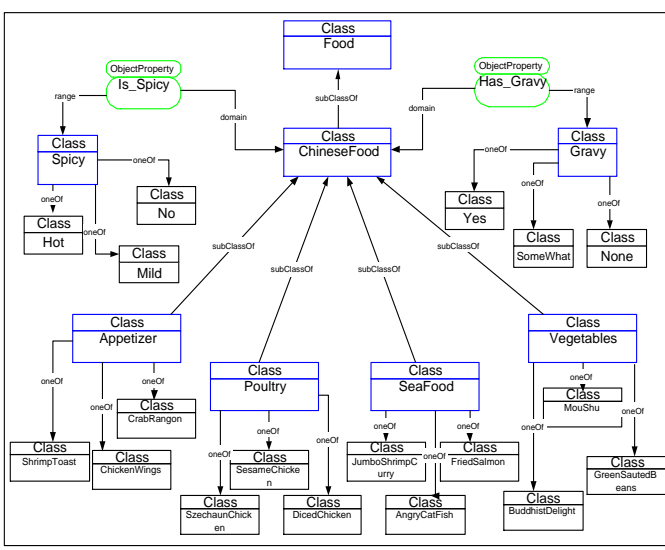 Class
Food
ObjectProperty
Is_Spicy
ObjectProperty
Has_Gravy
range
domain
subClassOf
domain
range
Class
ChineseFood
Class
Spicy
Class
Gravy
oneOf
oneOf
oneOf
oneOf
oneOf
oneOf
Class
Hot
Class
No
Class
Mild
Class
Yes
Class
SomeWhat
Class
None
subClassOf
subClassOf
subClassOf
subClassOf
Class
Appetizer
Class
Poultry
Class
SeaFood
Class
Vegetables
oneOf
oneOf
oneOf
Class
ShrimpToast
Class
ChickenWings
Class
CrabRangon
oneOf
oneOf
oneOf
Class
SzechaunChick
en
Class
SesameChicke
n
Class
DicedChicken
oneOf
oneOf
oneOf
Class
JumboShrimpC
urry
Class
AngryCatFish
Class
FriedSalmon
oneOf
oneOf
oneOf
Class
MouShu
Class
BuddhistDelight
Class
GreenSautedB
eans